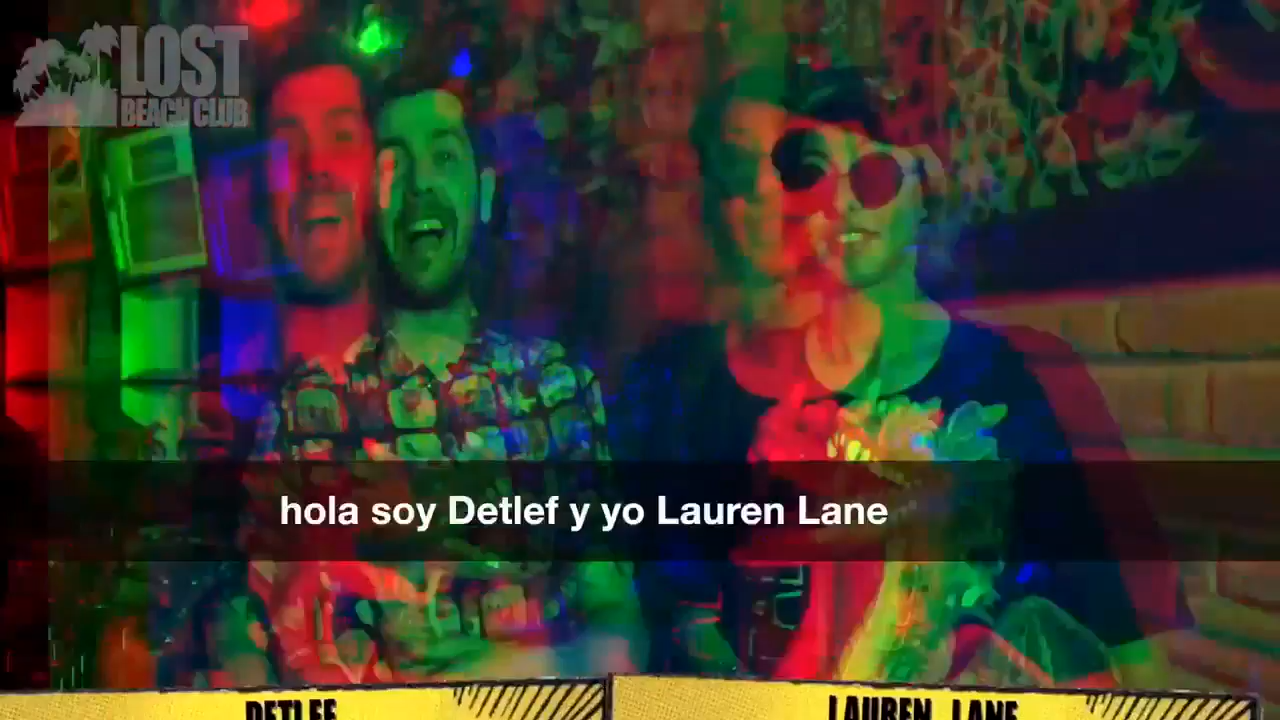 LOST
BEACH CLUB
hola soy Detlef y yo Lauren Lane
DETLEF
LAUREN LANE